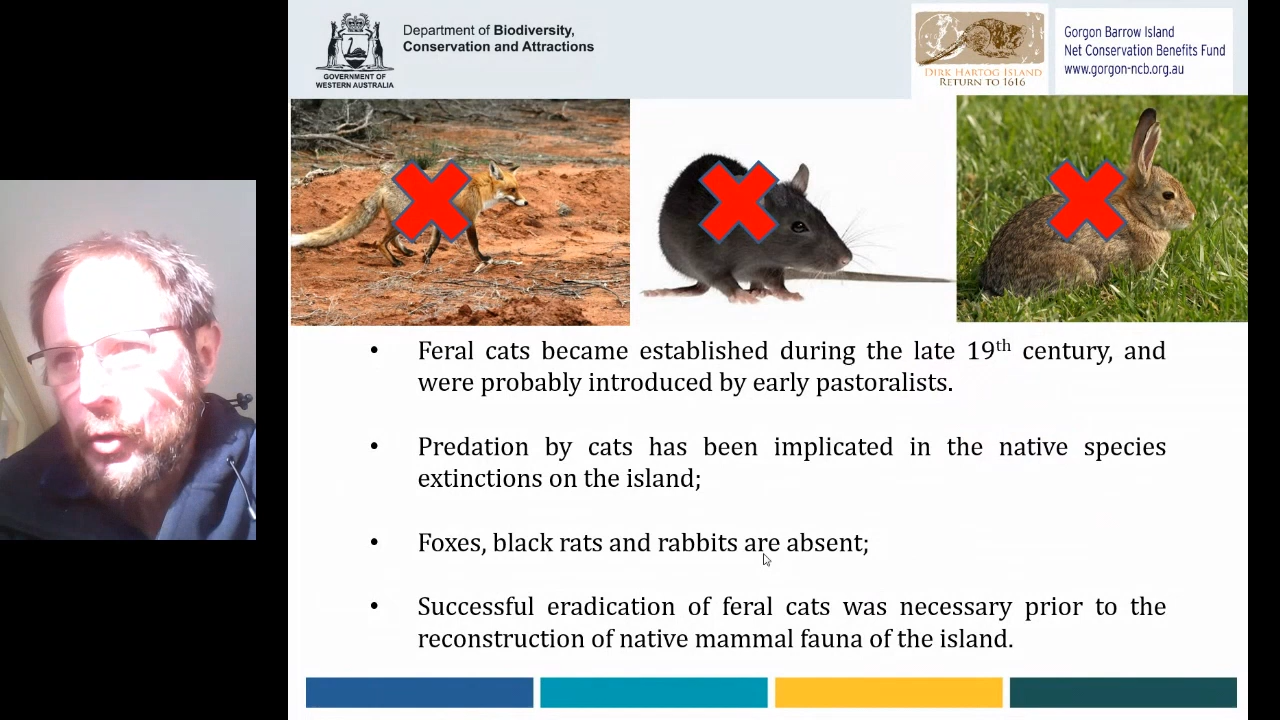 Department of Biodiversity,
Conservation and Attractions
GOVERNMENT OF
WESTERN AUSTRALIA
DIRK HARTOG ISLAND
RETURN TO 1616
Gorgon Barrow Island
Net Conservation Benefits Fund
www.gorgon-ncb.org.au
• Feral cats became established during the late 19th century, and
were probably introduced by early pastoralists.
• Predation by cats has been implicated in the native species
extinctions on the island;
• Foxes, black rats and rabbits are absent;
• Successful eradication of feral cats was necessary prior to the
reconstruction of native mammal fauna of the island.